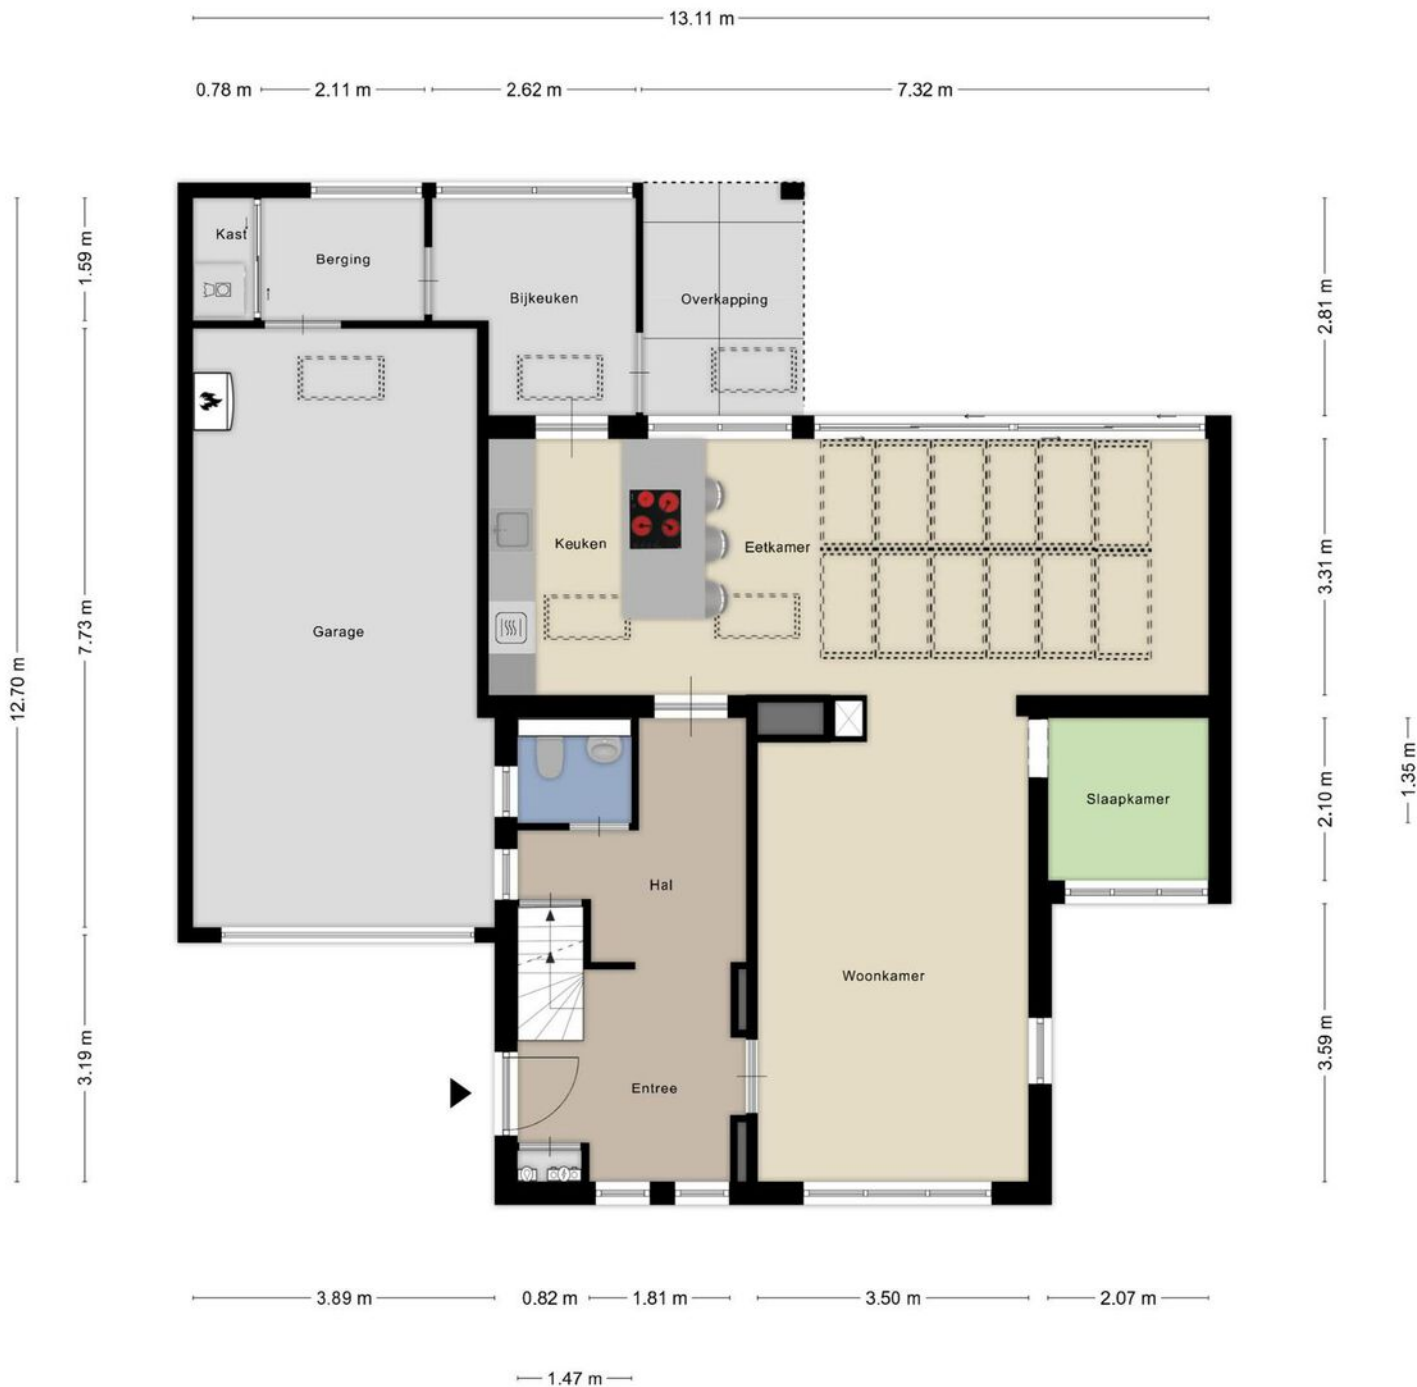 13.11 m
0.78 m 2.11 m 2.62 m 7.32 m
Kast
Berging
Bijkeuken
Overkapping
1.59 m
2.81 m
Keuken
Eetkamer
3.31 m
Garage
7.73 m
12.70 m
Slaapkamer
2.10 m
1.35 m
Hal
Woonkamer
Entree
3.19 m
3.59 m
3.89 m 0.82 m 1.81 m 3.50 m 2.07 m
1.47 m